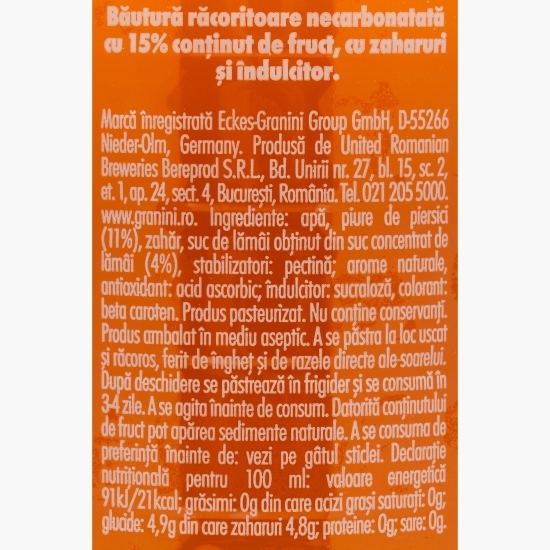 Băutură răcoritoare necarbonatată
cu 15% conținut de fruct, cu zaharuri
și îndulcitor.
Marcă înregistrată Eckes-Granini Group GmbH, D-55266
Nieder-Olm, Germany. Produsă de United Romanian
Breweries Bereprod S.R.L, Bd. Unirii nr. 27, bl. 15, sc. 2,
et. 1, ap. 24, sect. 4, București, România. Tel. 021 205 5000.
www.granini.ro. Ingrediente: apă, piure de piersici
(11%), zahăr, suc de lămâi obținut din suc concentrat de
lămâi (4%), stabilizatori: pectină; arome naturale,
antioxidant: acid ascorbic; îndulcitor: sucraloză, colorant:
beta caroten. Produs pasteurizat. Nu conține conservanți.
Produs ambalat în mediu aseptic. A se păstra la loc uscat
și răcoros, ferit de îngheț și de razele directe ale-soarelui.
După deschidere se păstrează în frigider și se consumă în
3-4 zile. A se agita înainte de consum. Datorită conținutului
de fruct pot apărea sedimente naturale. A se consuma de
preferință înainte de: vezi pe gâtul sticlei. Declarație
nutrițională pentru 100 ml: valoare energetică
91kJ/21kcal; grăsimi: 0g din care acizi grași saturați: 0g;
glucide: 4,9g din care zaharuri 4,8g; proteine: 0g; sare: 0g.